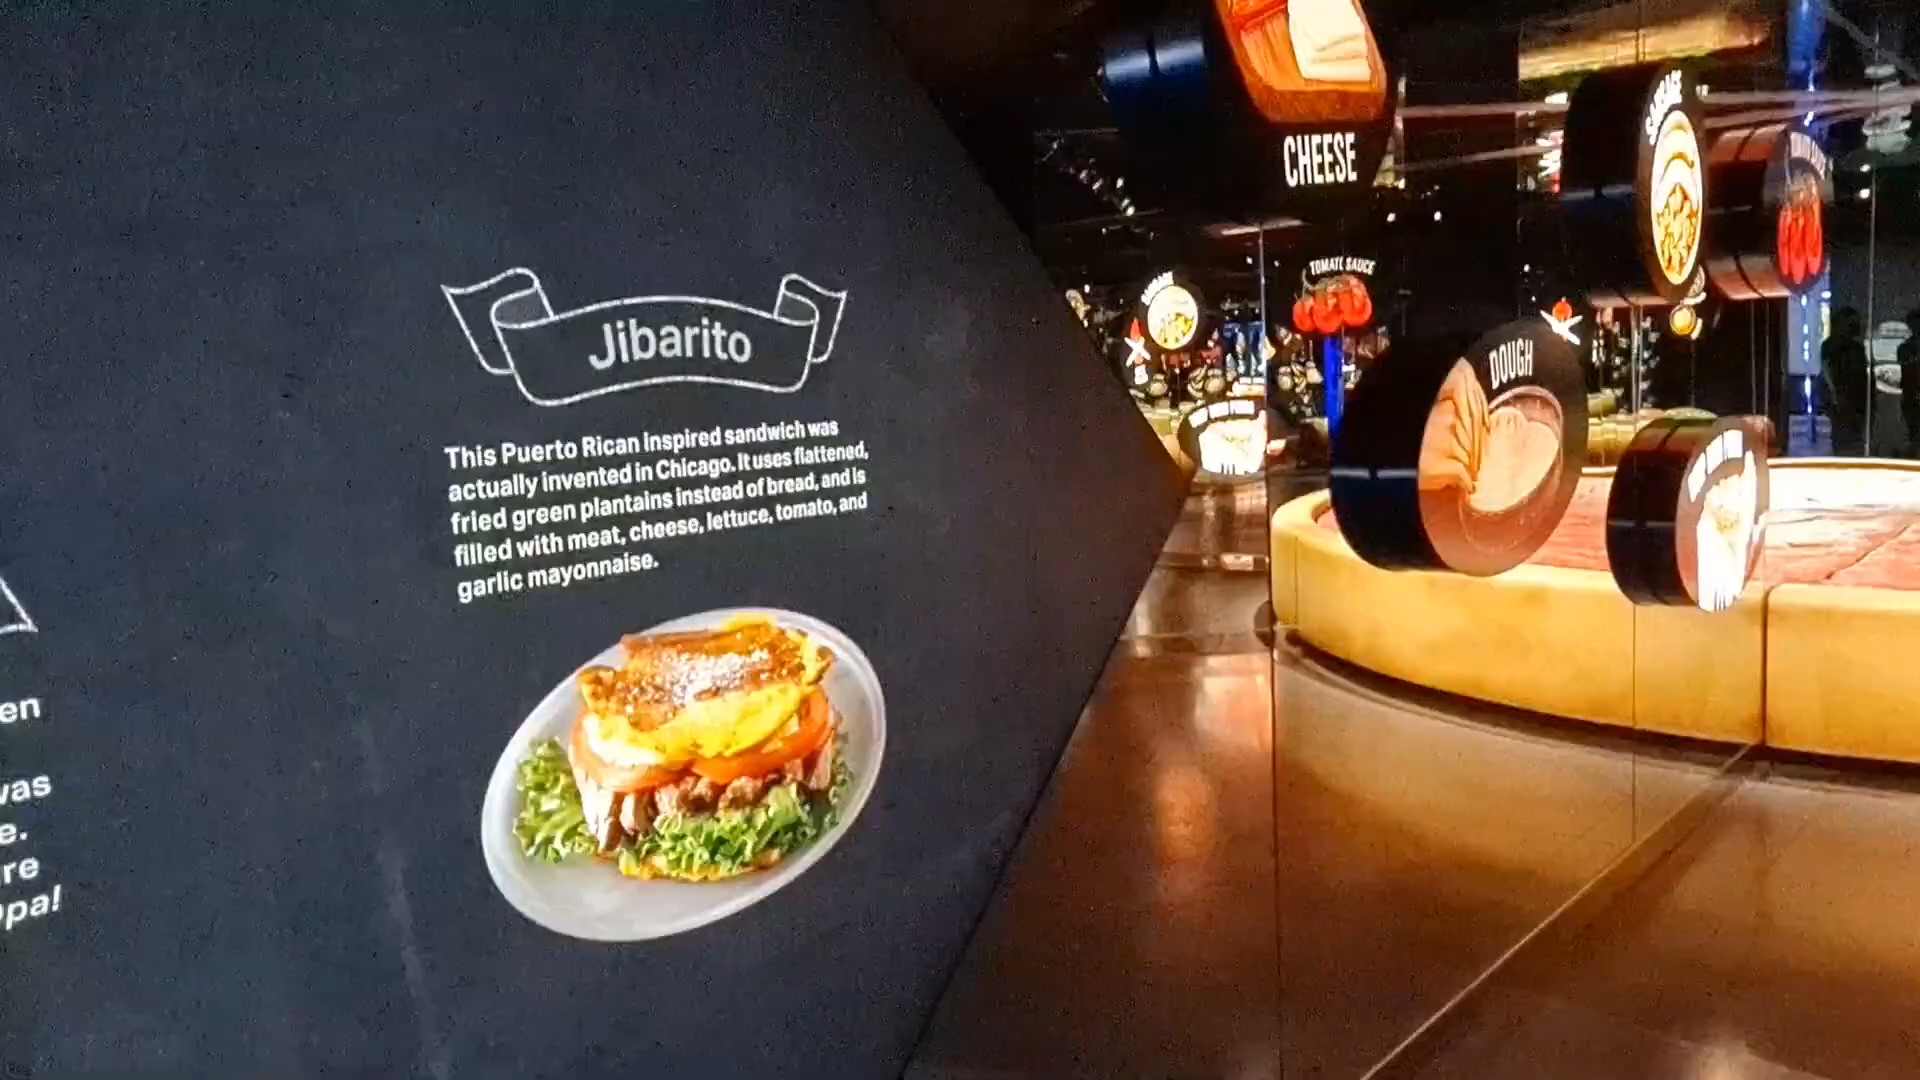 Jibarito
This Puerto Rican inspired sandwich was
actually invented in Chicago. It uses flattened,
fried green plantains instead of bread, and is
filled with meat, cheese, lettuce, tomato, and
garlic mayonnaise.
en
was
e.
re
opa!
CHEESE
SAUSAGE
TOMATO SAUCE
DOUGH